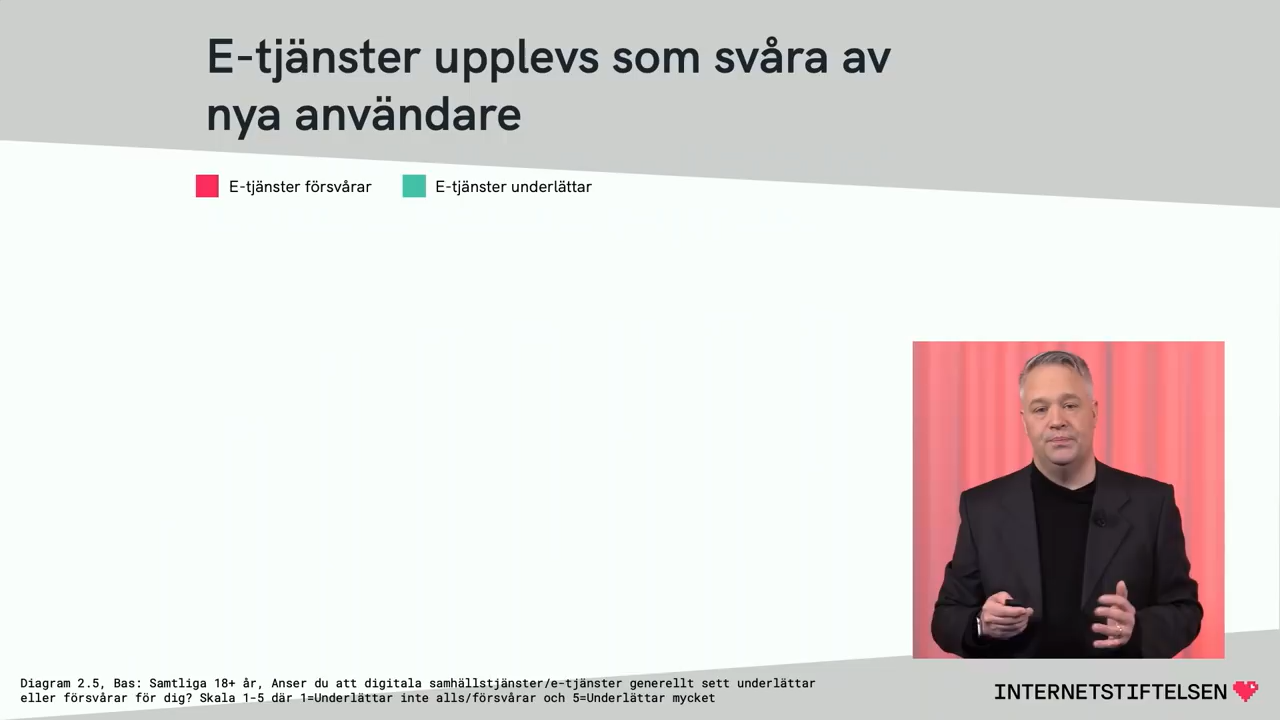 E-tjänster upplevs som svåra av
nya användare
E-tjänster försvårar
E-tjänster underlättar
Diagram 2.5, Bas: Samtliga 18+ år, Anser du att digitala samhällstjänster/e-tjänster generellt sett underlättar
eller försvårar för dig? Skala 1-5 där 1=Underlättar inte alls/försvårar och 5=Underlättar mycket
INTERNETSTIFTELSEN